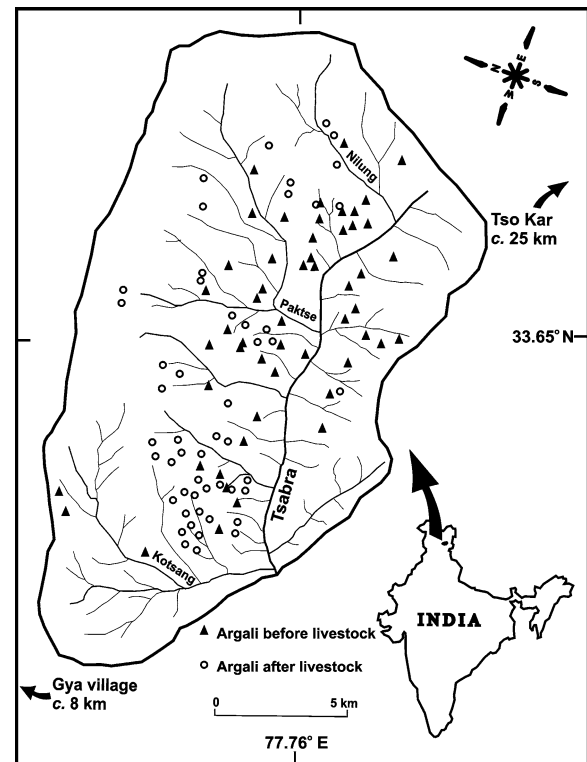 N
E
W
S
Nilung
Tso Kar
c. 25 km
Paktse
33.65° N
Tsabra
Kotsang
INDIA
Argali before livestock
Argali after livestock
Gya village
c. 8 km
0 5 km
77.76° E